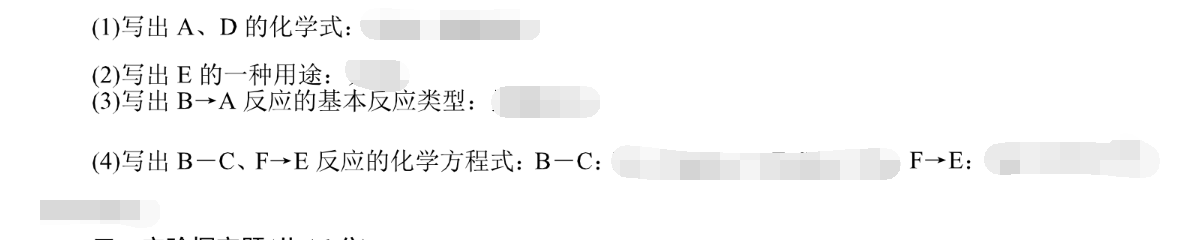 (1)写出 A、D 的化学式：
(2)写出 E 的一种用途：
(3)写出 B→A 反应的基本反应类型：
(4)写出 B－C、F→E 反应的化学方程式：B－C： F→E：